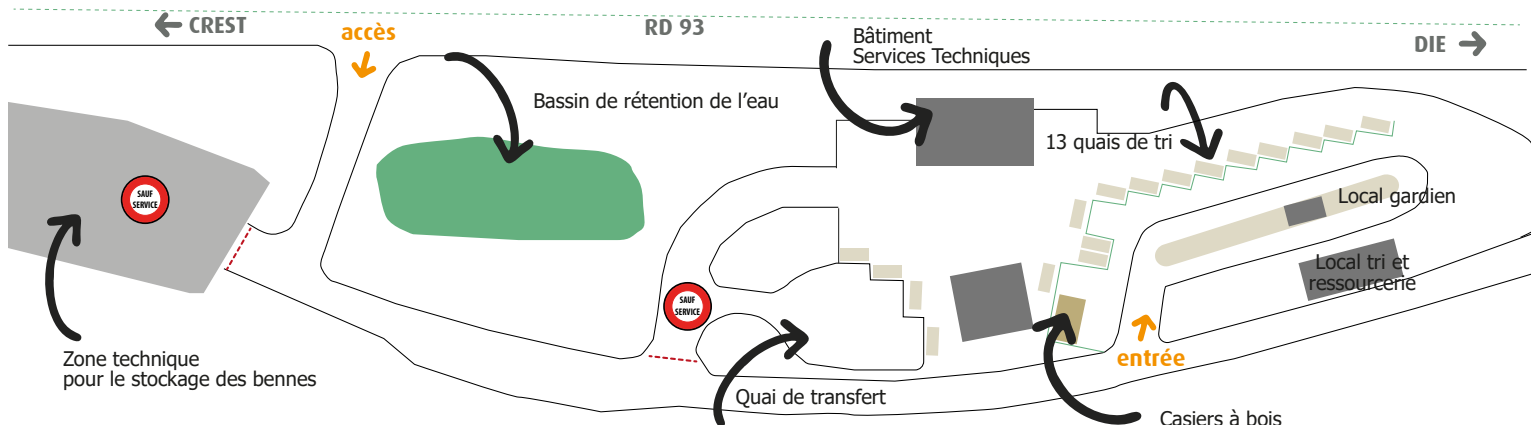 ← CREST
accès
RD 93
Bâtiment
Services Techniques
DIE →
Bassin de rétention de l'eau
13 quais de tri
SAUF
SERVICE
Local gardien
Local tri et
ressourcerie
SAUF
SERVICE
Zone technique
pour le stockage des bennes
entrée
Quai de transfert
Casiers à bois